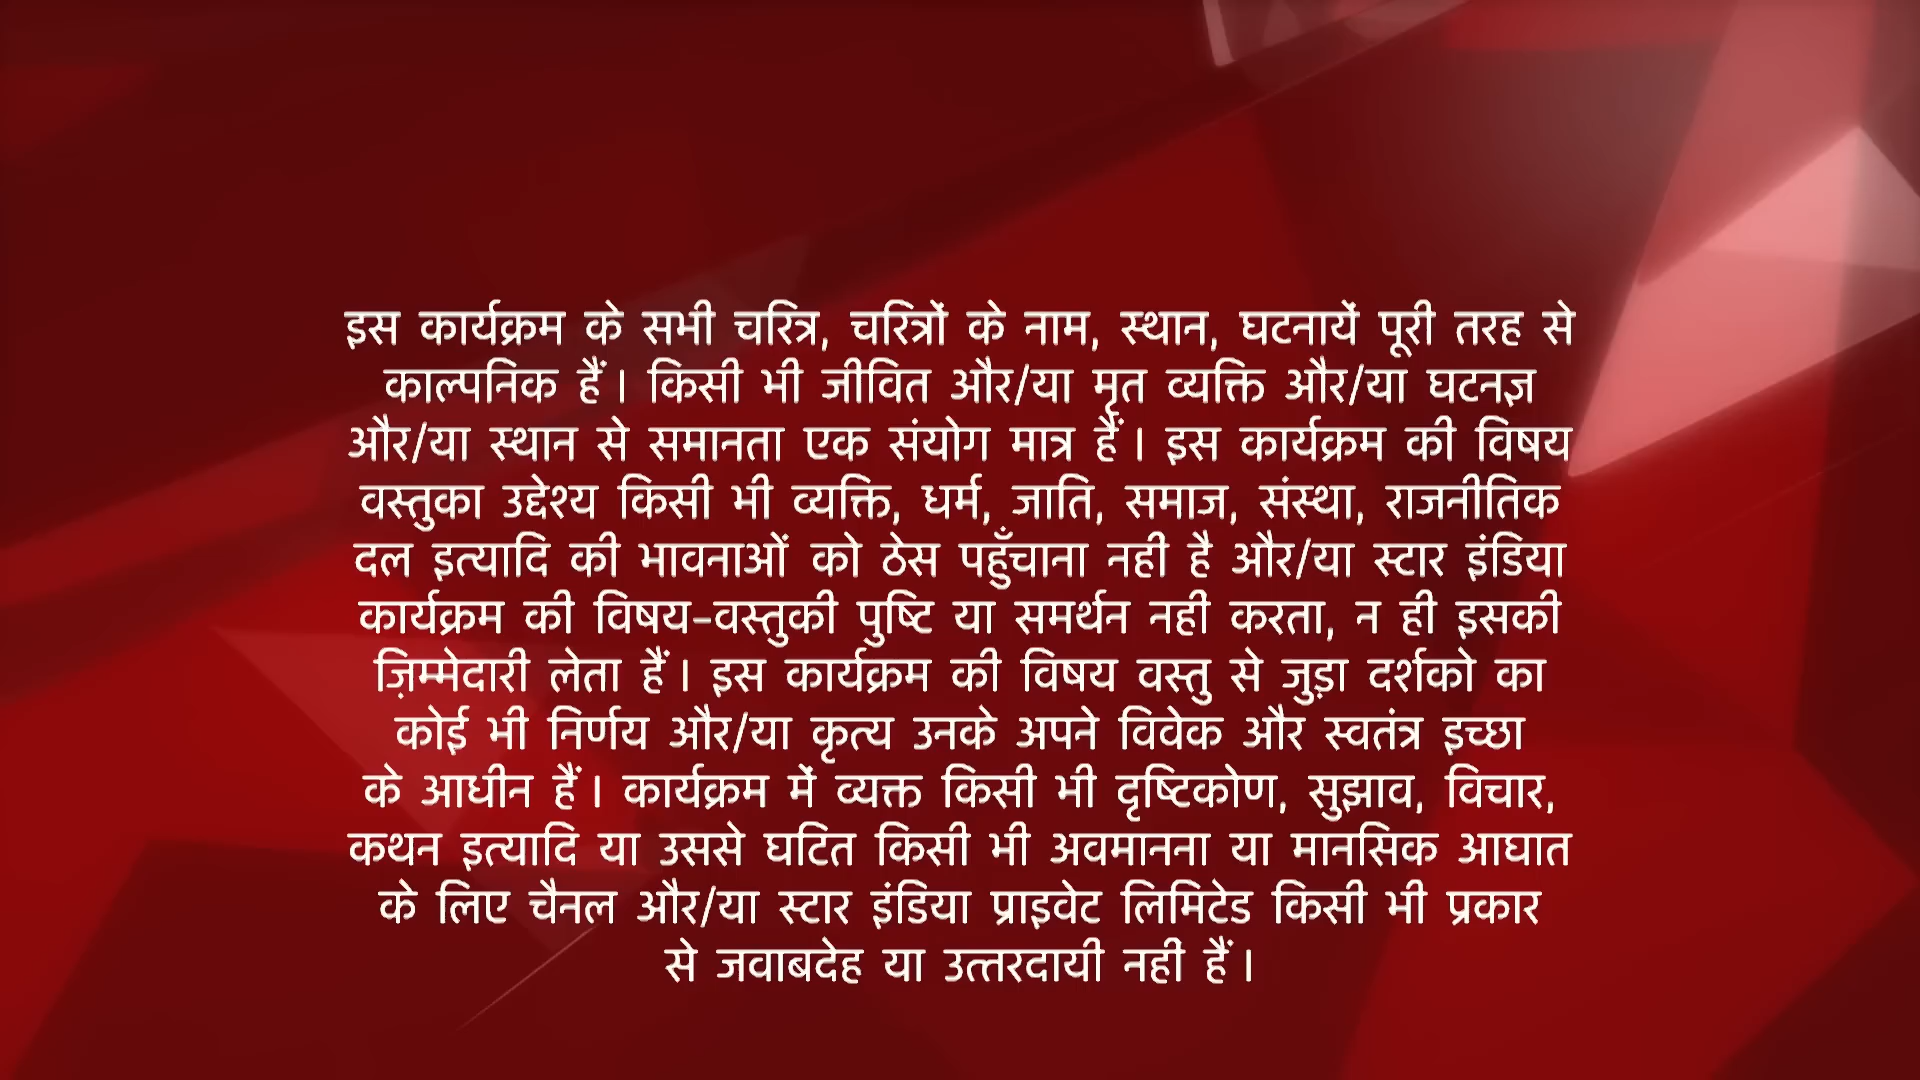 इस कार्यक्रम के सभी चरित्र, चरित्रों के नाम, स्थान, घटनायें पूरी तरह से
काल्पनिक हैं। किसी भी जीवित और/या मृत व्यक्ति और/या घटनज्ञ
और/या स्थान से समानता एक संयोग मात्र हैं। इस कार्यक्रम की विषय
वस्तुका उद्देश्य किसी भी व्यक्ति, धर्म, जाति, समाज, संस्था, राजनीतिक
दल इत्यादि की भावनाओं को ठेस पहुँचाना नही है और/या स्टार इंडिया
कार्यक्रम की विषय-वस्तुकी पुष्टि या समर्थन नही करता, न ही इसकी
ज़िम्मेदारी लेता हैं। इस कार्यक्रम की विषय वस्तु से जुड़ा दर्शको का
कोई भी निर्णय और/या कृत्य उनके अपने विवेक और स्वतंत्र इच्छा
के आधीन हैं। कार्यक्रम में व्यक्त किसी भी दृष्टिकोण, सुझाव, विचार,
कथन इत्यादि या उससे घटित किसी भी अवमानना या मानसिक आघात
के लिए चैनल और/या स्टार इंडिया प्राइवेट लिमिटेड किसी भी प्रकार
से जवाबदेह या उत्तरदायी नही हैं।